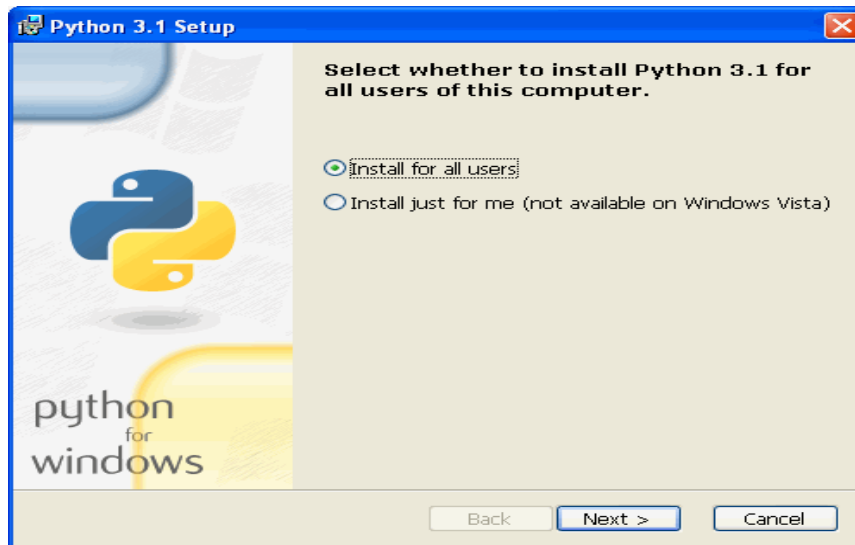 Python 3.1 Setup
Select whether to install Python 3.1 for
all users of this computer.
Install for all users
Install just for me (not available on Windows Vista)
python
for
windows
Back
Next >
Cancel